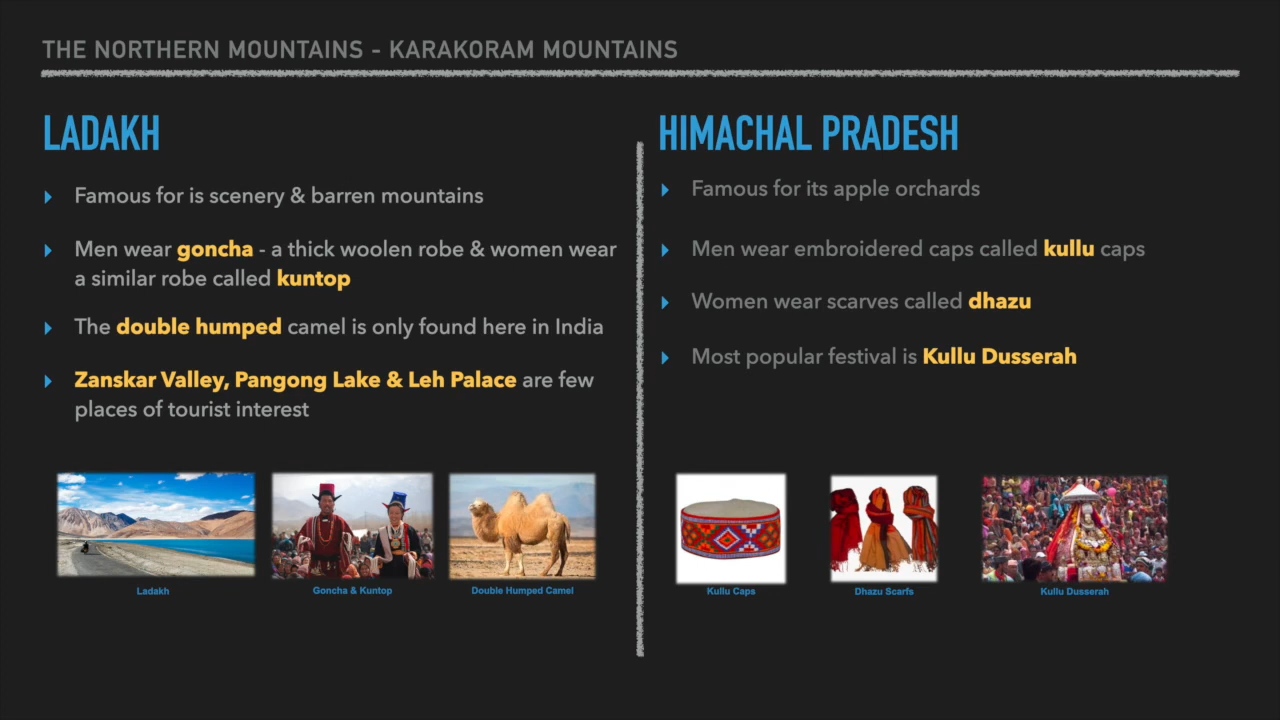 THE NORTHERN MOUNTAINS - KARAKORAM MOUNTAINS
LADAKH
Famous for is scenery & barren mountains
Men wear goncha - a thick woolen robe & women wear
a similar robe called kuntop
The double humped camel is only found here in India
Zanskar Valley, Pangong Lake & Leh Palace are few
places of tourist interest
Ladakh
Goncha & Kuntop
Double Humped Camel
HIMACHAL PRADESH
Famous for its apple orchards
Men wear embroidered caps called kullu caps
Women wear scarves called dhazu
Most popular festival is Kullu Dusserah
Kullu Caps
Dhazu Scarfs
Kullu Dusserah